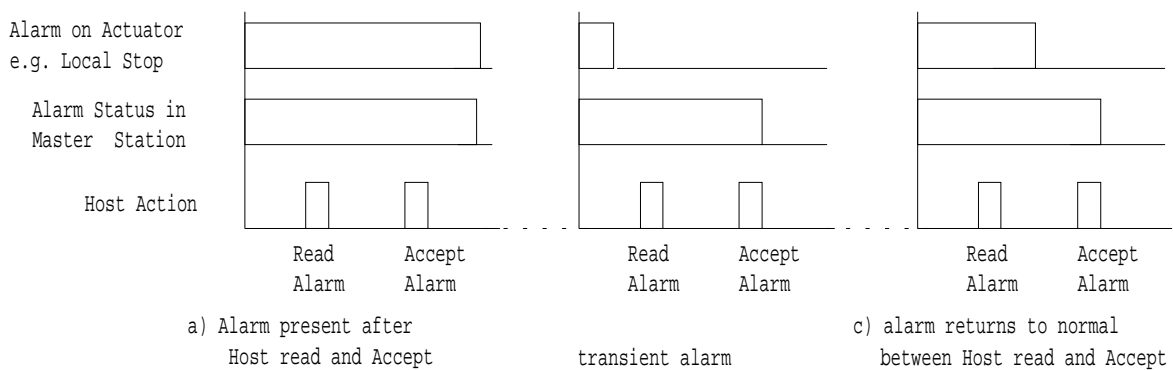 Alarm on Actuator
e.g. Local Stop
Alarm Status in
Master Station
Host Action
Read
Alarm
Accept
Alarm
Read
Alarm
Accept
Alarm
Read
Alarm
Accept
Alarm
a) Alarm present after
Host read and Accept
transient alarm
c) alarm returns to normal
between Host read and Accept